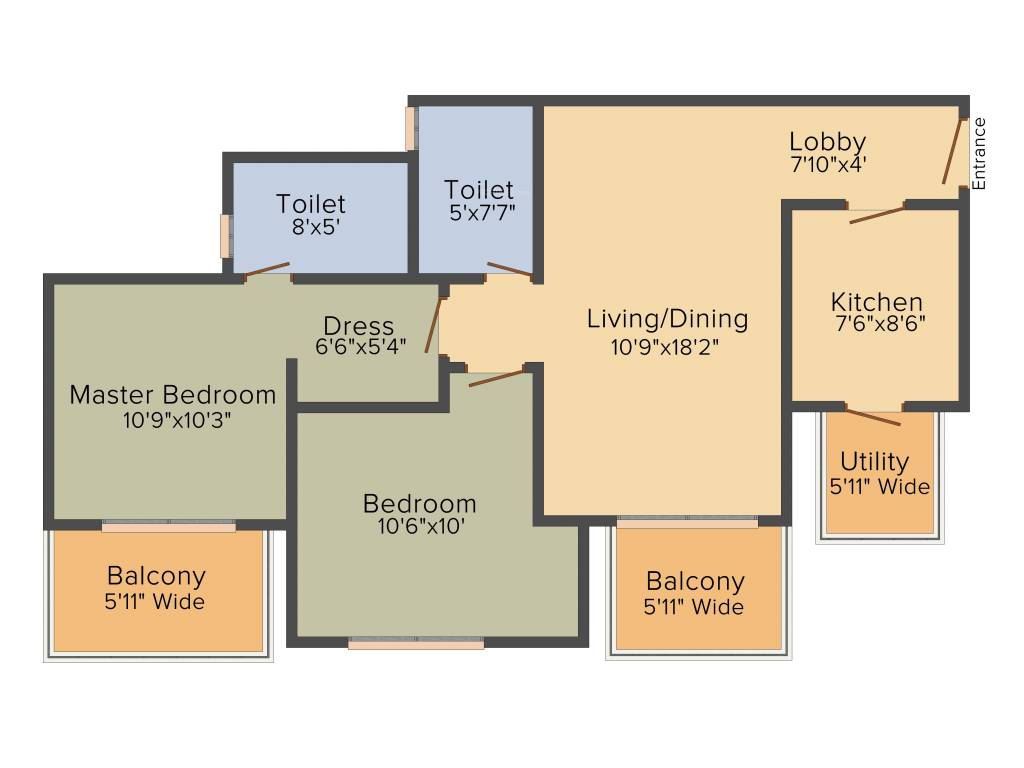 Lobby
7'10"x4'
Entrance
Toilet
5'x7'7"
Toilet
8'x5'
Kitchen
7'6"x8'6"
Living/Dining
10'9"x18'2"
Dress
6'6"x5'4"
Master Bedroom
10'9"x10'3"
Utility
5'11" Wide
Bedroom
10'6"x10'
Balcony
5'11" Wide
Balcony
5'11" Wide